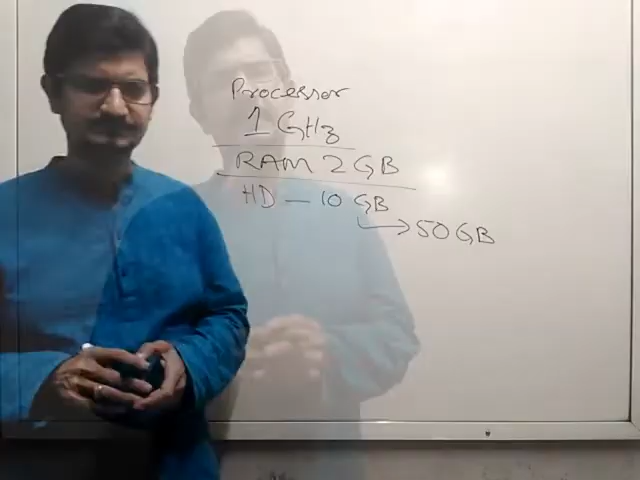 Processor
1 GHz
RAM 2 GB
HD — 10 GB
→ 50 GB